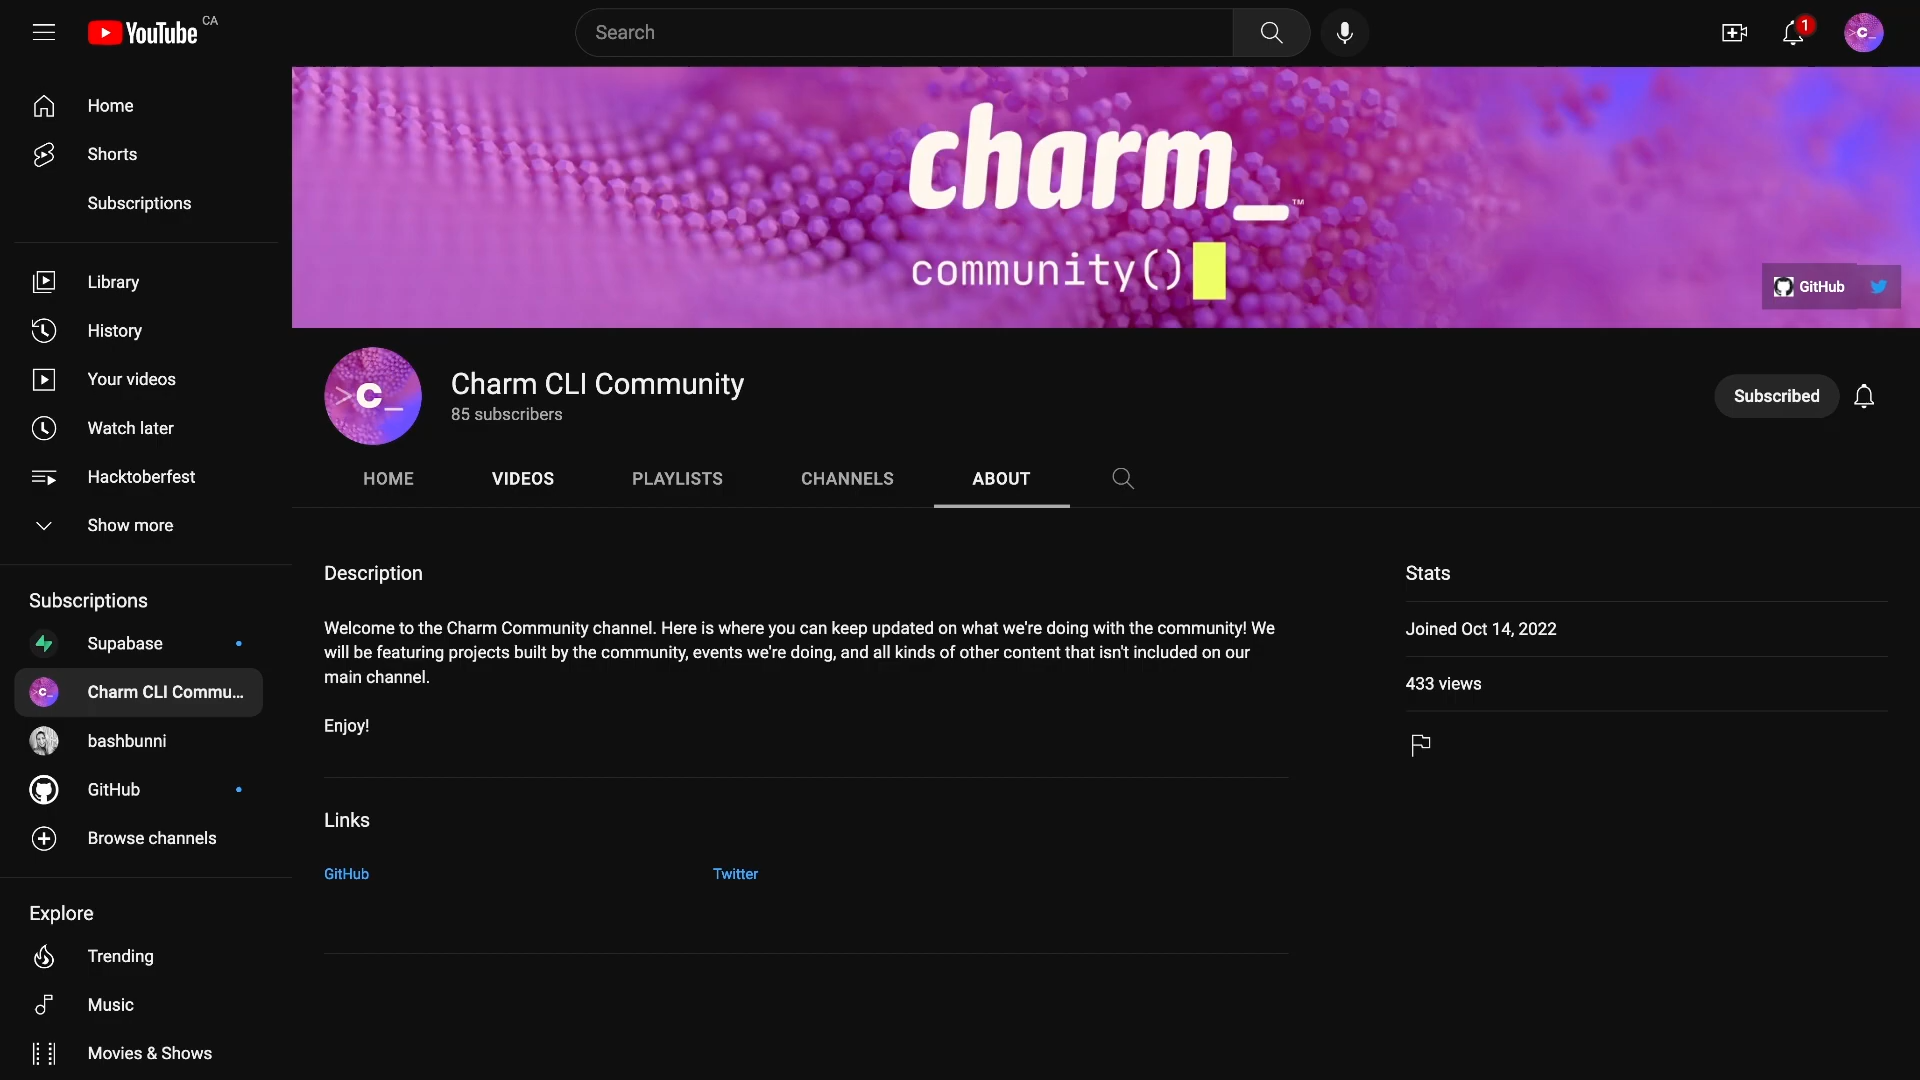 YouTube CA
Search
1
>c_
Home
Shorts
Subscriptions
Library
History
Your videos
Watch later
Hacktoberfest
Show more
Subscriptions
Supabase
Charm CLI Commu...
bashbunni
GitHub
Browse channels
Explore
Trending
Music
Movies & Shows
charm_™
community()
GitHub
>c_
Charm CLI Community
85 subscribers
Subscribed
HOME VIDEOS PLAYLISTS CHANNELS ABOUT
Description
Welcome to the Charm Community channel. Here is where you can keep updated on what we're doing with the community! We
will be featuring projects built by the community, events we're doing, and all kinds of other content that isn't included on our
main channel.
Enjoy!
Links
GitHub Twitter
Stats
Joined Oct 14, 2022
433 views